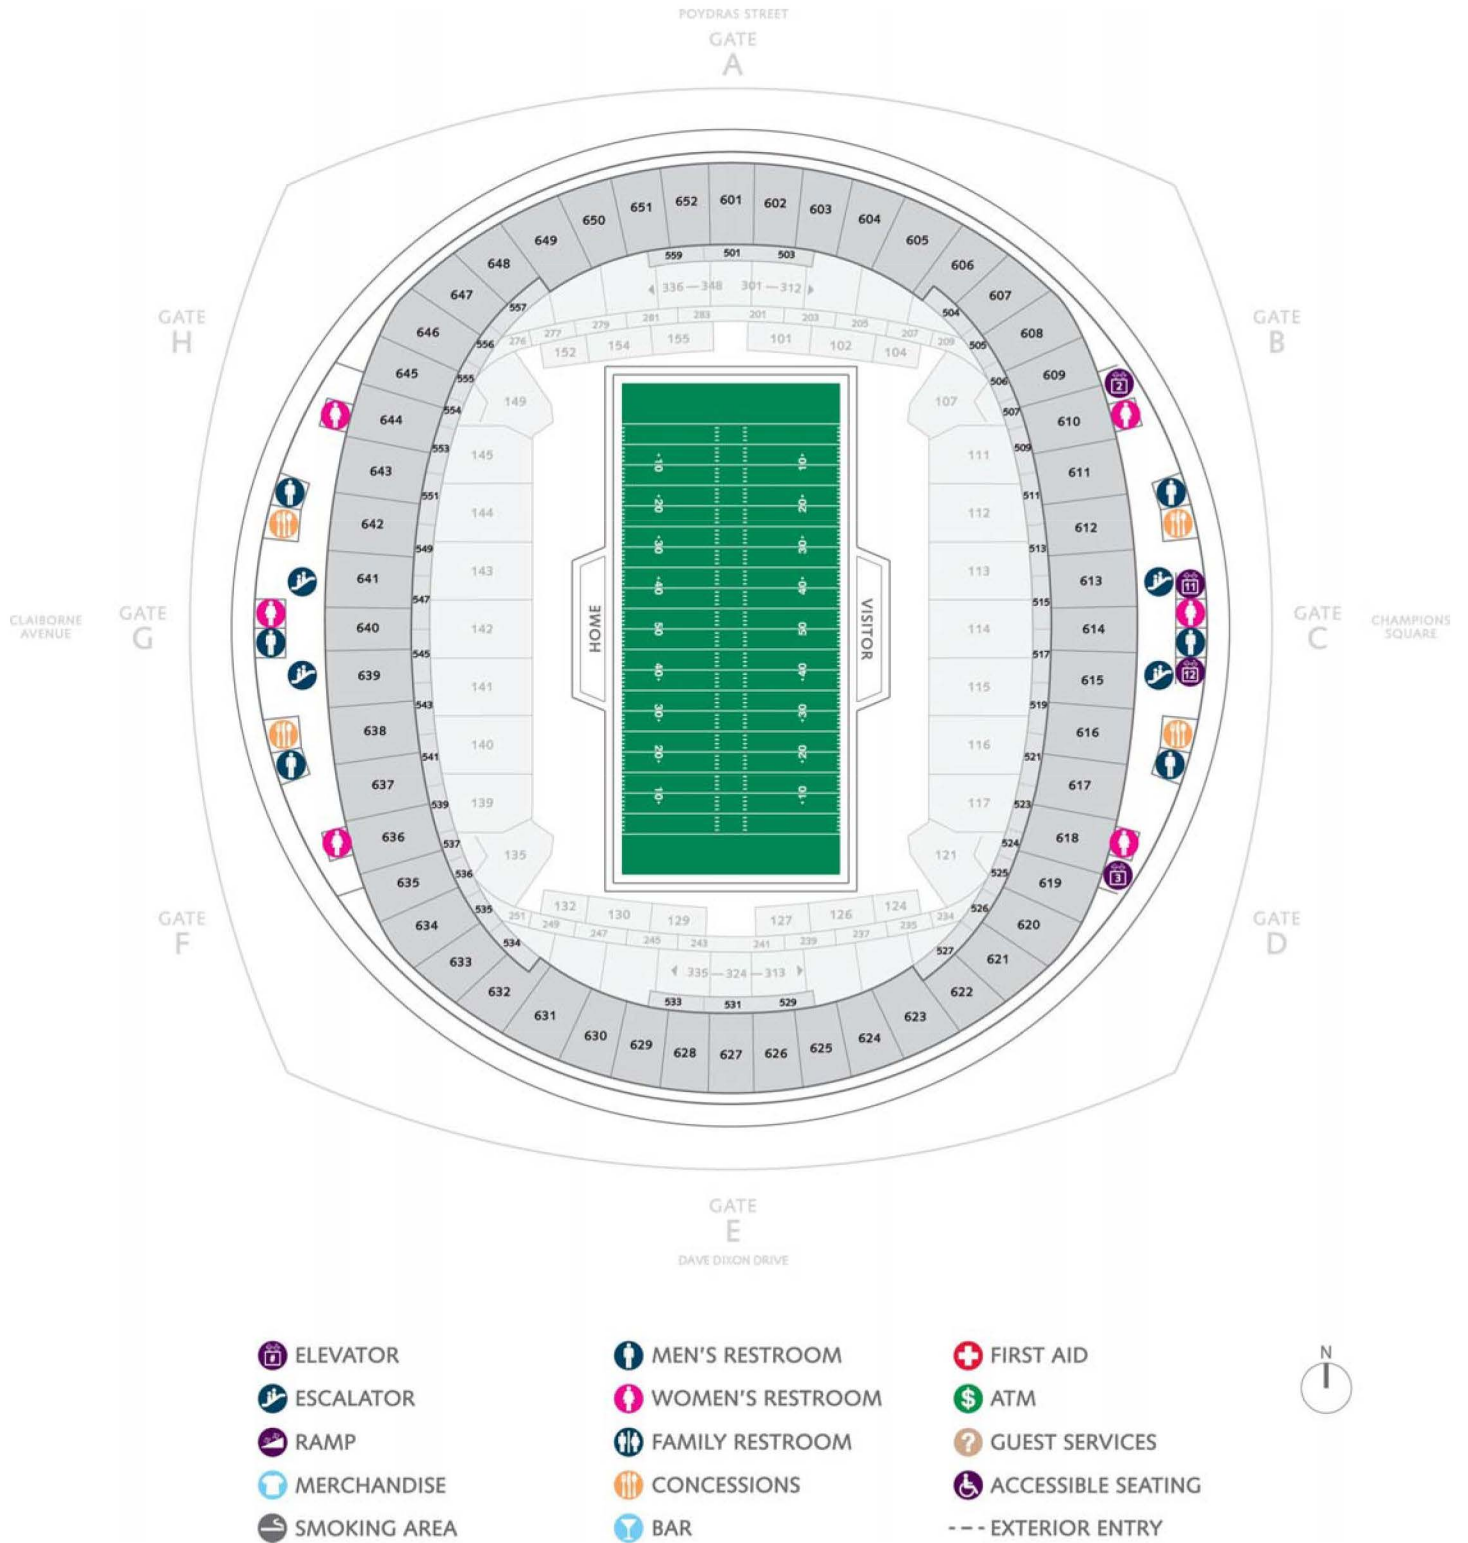 POYDRAS STREET
GATE
A
652 601 602
651 603
650 604
649 605
648 606
647 607
646 608
645 609
644 610
643 611
642 612
641 613
640 614
639 615
638 616
637 617
636 618
635 619
634 620
633 621
632 622
631 623
630 624
629 625
628 627 626
559 501 503
557 504
556 505
555 506
554 507
553 509
551 511
549 513
547 515
545 517
543 519
541 521
539 523
537 524
536 525
535 526
534 527
533 531 529
336—348 301—312
276 277 279 281 283 201 203 205 207 209
152 154 155 101 102 104
149 107
145 111
144 112
143 113
142 114
141 115
140 116
139 117
135 121
132 130 129 127 126 124
251 249 247 245 243 241 239 237 235 234
335—324—313
10 10
20 20
30 30
40 40
50 50
40 40
30 30
20 20
10 10
HOME
VISITOR
2
11
12
3
GATE
H
GATE
B
CLAIBORNE
AVENUE
GATE
G
GATE
C
CHAMPIONS
SQUARE
GATE
F
GATE
D
GATE
E
DAVE DIXON DRIVE
# ELEVATOR
ESCALATOR
RAMP
MERCHANDISE
SMOKING AREA
MEN'S RESTROOM
WOMEN'S RESTROOM
FAMILY RESTROOM
CONCESSIONS
BAR
FIRST AID
$ ATM
? GUEST SERVICES
ACCESSIBLE SEATING
--- EXTERIOR ENTRY
N